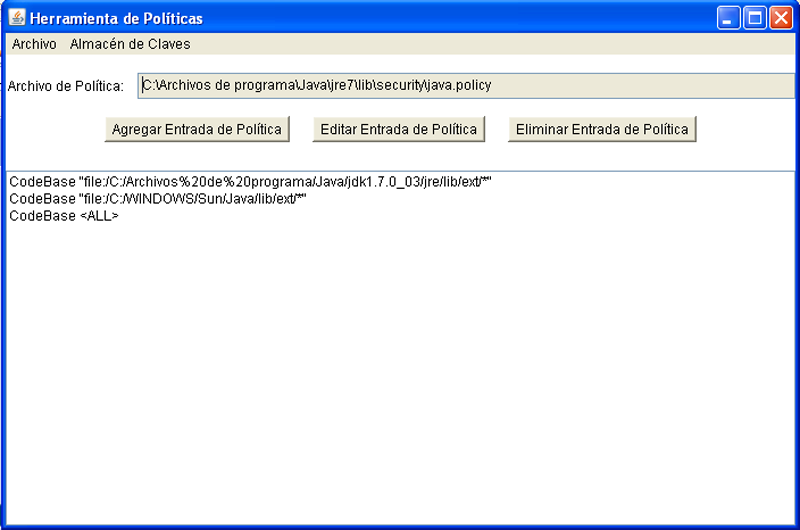 Herramienta de Políticas
Archivo Almacén de Claves
Archivo de Política: C:\Archivos de programa\Java\jre7\lib\security\java.policy
Agregar Entrada de Política Editar Entrada de Política Eliminar Entrada de Política
CodeBase "file:/C:/Archivos%20de%20programa/Java/jdk1.7.0_03/jre/lib/ext/*"
CodeBase "file:/C:/WINDOWS/Sun/Java/lib/ext/*"
CodeBase <ALL>